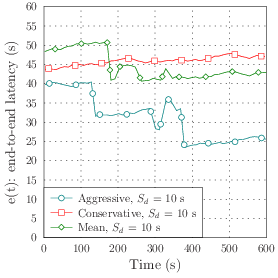 e(t): end-to-end latency (s)
60
55
50
45
40
35
30
25
20
15
10
5
0
Aggressive, S_d = 10 s
Conservative, S_d = 10 s
Mean, S_d = 10 s
0 100 200 300 400 500 600
Time (s)